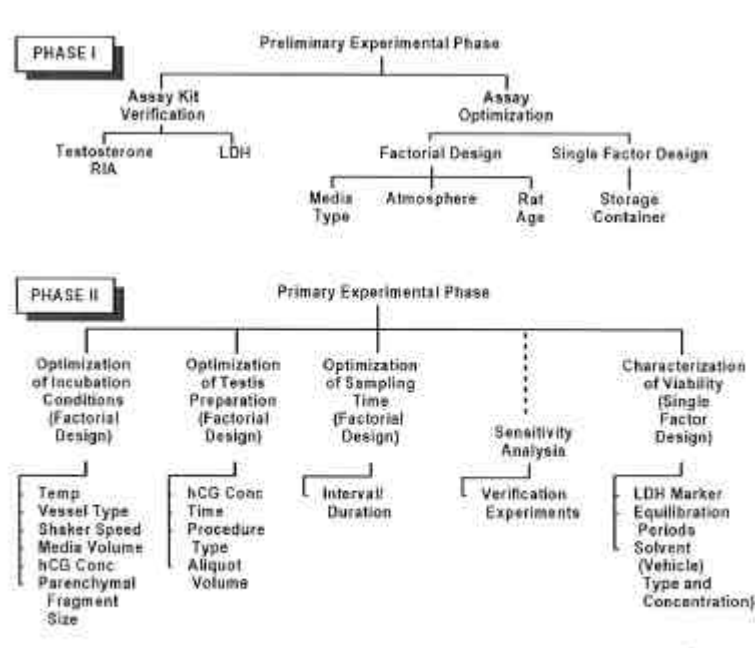 PHASE I
Preliminary Experimental Phase
Assay Kit
Verification
Assay
Optimization
Testosterone
RIA
LDH
Factorial Design
Single Factor Design
Media
Type
Atmosphere
Rat
Age
Storage
Container
PHASE II
Primary Experimental Phase
Optimization
of Incubation
Conditions
(Factorial
Design)
Optimization
of Testis
Preparation
(Factorial
Design)
Optimization
of Sampling
Time
(Factorial
Design)
Sensitivity
Analysis
Characterization
of Viability
(Single
Factor
Design)
Temp
Vessel Type
Shaker Speed
Media Volume
hCG Conc
Parenchymal
Fragment
Size
hCG Conc
Time
Procedure
Type
Aliquot
Volume
Interval/
Duration
Verification
Experiments
LDH Marker
Equilibration
Periods
Solvent
(Vehicle)
Type and
Concentration)